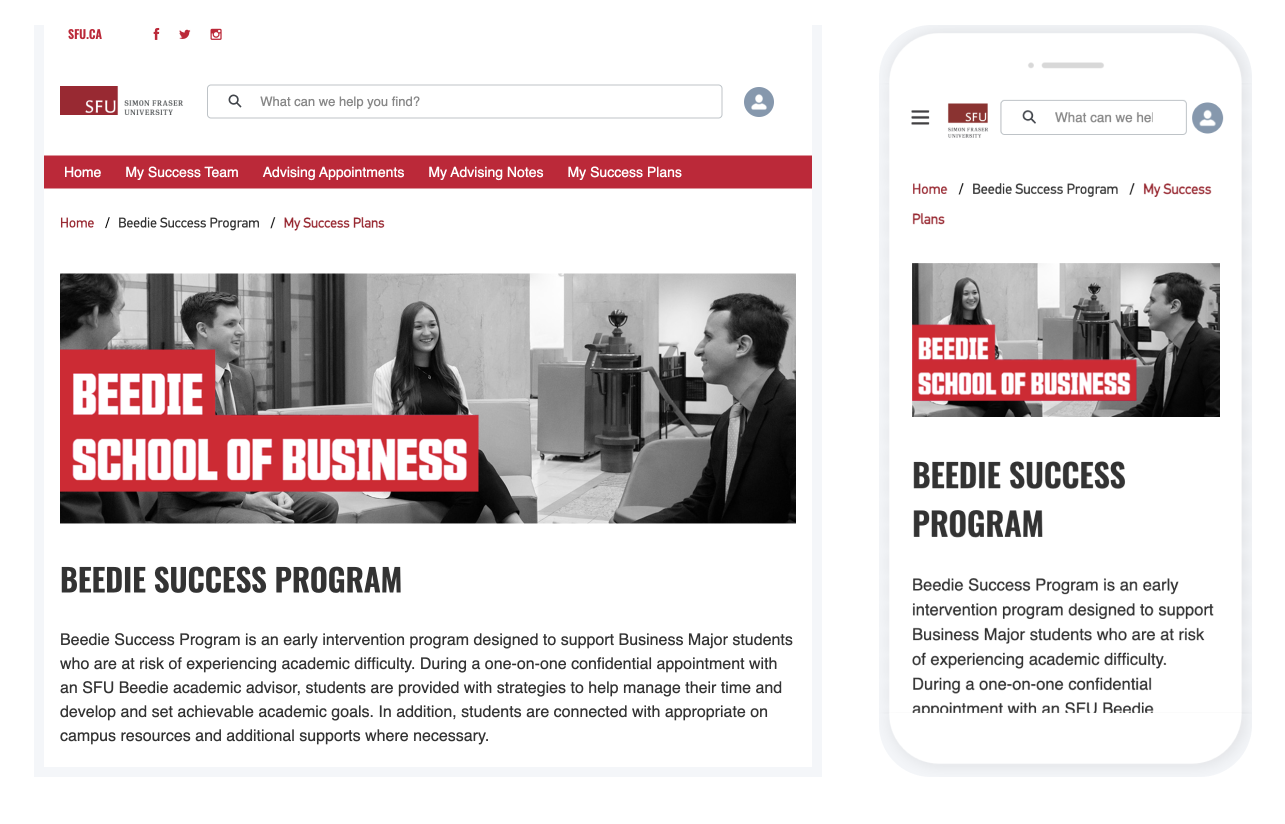 SFU.CA
SFU SIMON FRASER
UNIVERSITY
What can we help you find?
Home My Success Team Advising Appointments My Advising Notes My Success Plans
Home / Beedie Success Program / My Success Plans
BEEDIE
SCHOOL OF BUSINESS
BEEDIE SUCCESS PROGRAM
Beedie Success Program is an early intervention program designed to support Business Major students
who are at risk of experiencing academic difficulty. During a one-on-one confidential appointment with
an SFU Beedie academic advisor, students are provided with strategies to help manage their time and
develop and set achievable academic goals. In addition, students are connected with appropriate on
campus resources and additional supports where necessary.
SFU
SIMON FRASER
UNIVERSITY
What can we hel
Home / Beedie Success Program / My Success
Plans
BEEDIE
SCHOOL OF BUSINESS
BEEDIE SUCCESS
PROGRAM
Beedie Success Program is an early
intervention program designed to support
Business Major students who are at risk
of experiencing academic difficulty.
During a one-on-one confidential
appointment with an SFU Beedie